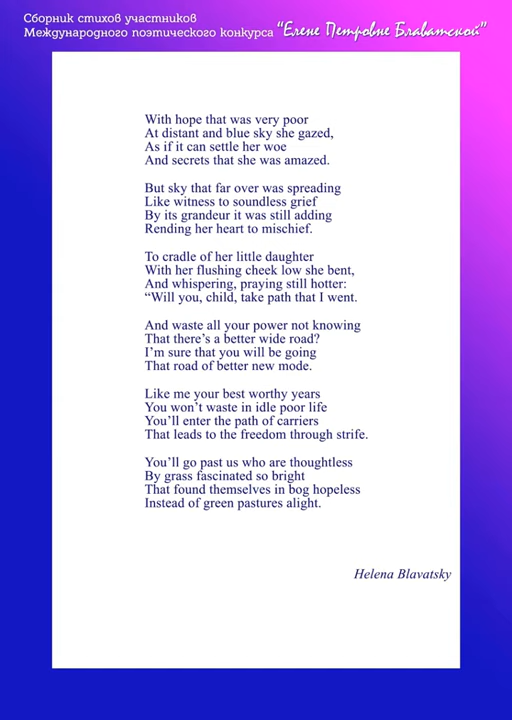 Сборник стихов участников
Международного поэтического конкурса "Елене Петровне Блаватской"
With hope that was very poor
At distant and blue sky she gazed,
As if it can settle her woe
And secrets that she was amazed.
But sky that far over was spreading
Like witness to soundless grief
By its grandeur it was still adding
Rending her heart to mischief.
To cradle of her little daughter
With her flushing cheek low she bent,
And whispering, praying still hotter:
“Will you, child, take path that I went.
And waste all your power not knowing
That there’s a better wide road?
I’m sure that you will be going
That road of better new mode.
Like me your best worthy years
You won’t waste in idle poor life
You’ll enter the path of carriers
That leads to the freedom through strife.
You’ll go past us who are thoughtless
By grass fascinated so bright
That found themselves in bog hopeless
Instead of green pastures alight.
Helena Blavatsky